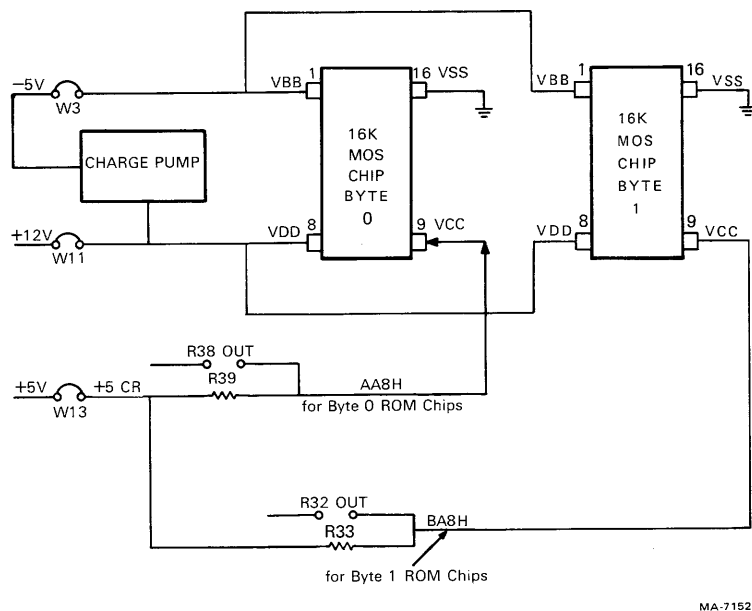 -5V
W3
CHARGE PUMP
+12V
W11
VBB
1
16 VSS
16K
MOS
CHIP
BYTE
0
VDD
8
9 VCC
VBB
1
16
VSS
16K
MOS
CHIP
BYTE
1
VDD
8
9
VCC
R38 OUT
R39
+5V
W13
+5 CR
AA8H
for Byte 0 ROM Chips
R32 OUT
R33
BA8H
for Byte 1 ROM Chips
MA-7152